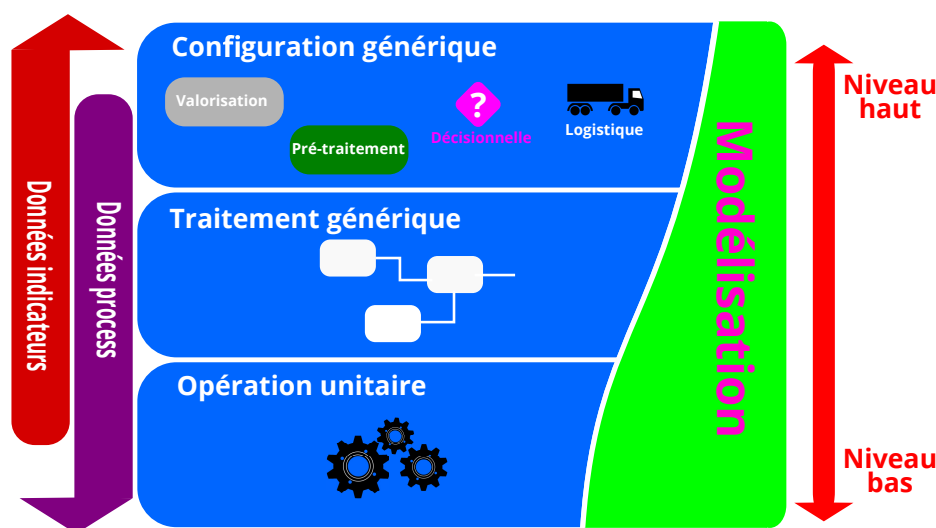 Configuration générique
Valorisation
Pré-traitement
?
Décisionnelle
Logistique
Traitement générique
Opération unitaire
Données indicateurs
Données process
Modélisation
Niveau
haut
Niveau
bas